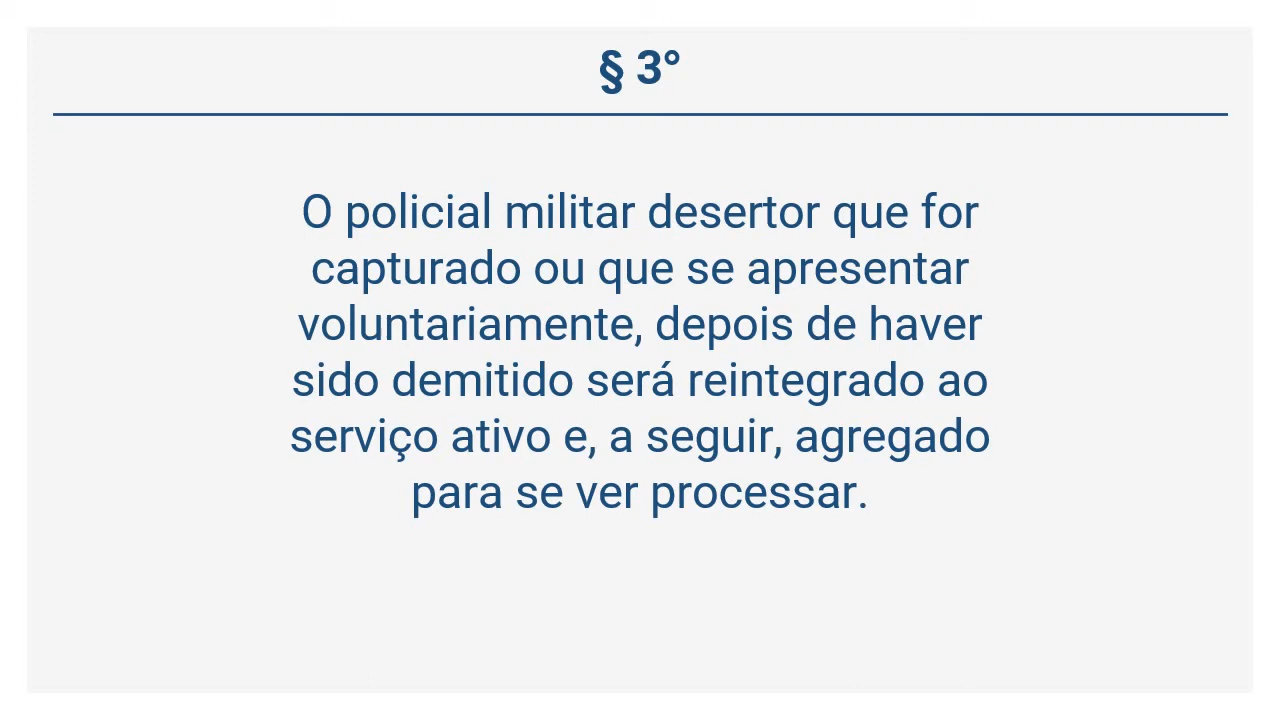 § 3°
O policial militar desertor que for
capturado ou que se apresentar
voluntariamente, depois de haver
sido demitido será reintegrado ao
serviço ativo e, a seguir, agregado
para se ver processar.